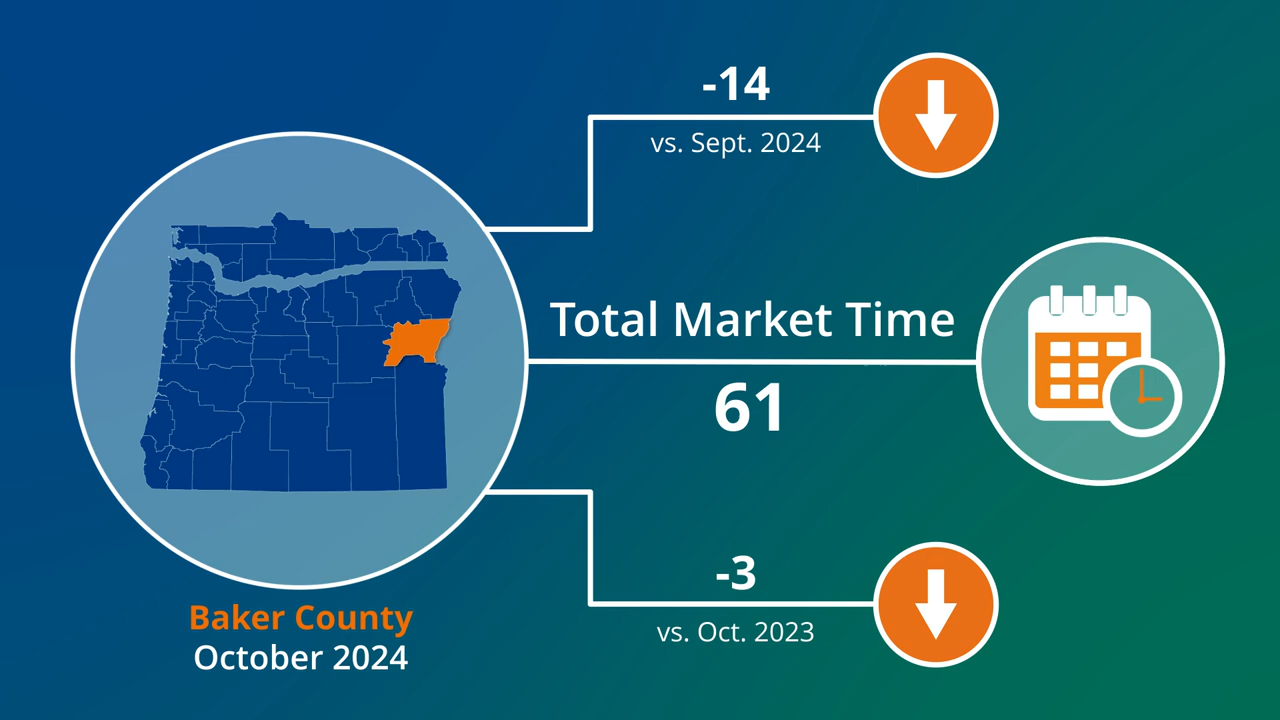 -14
vs. Sept. 2024
Total Market Time
61
-3
vs. Oct. 2023
Baker County
October 2024